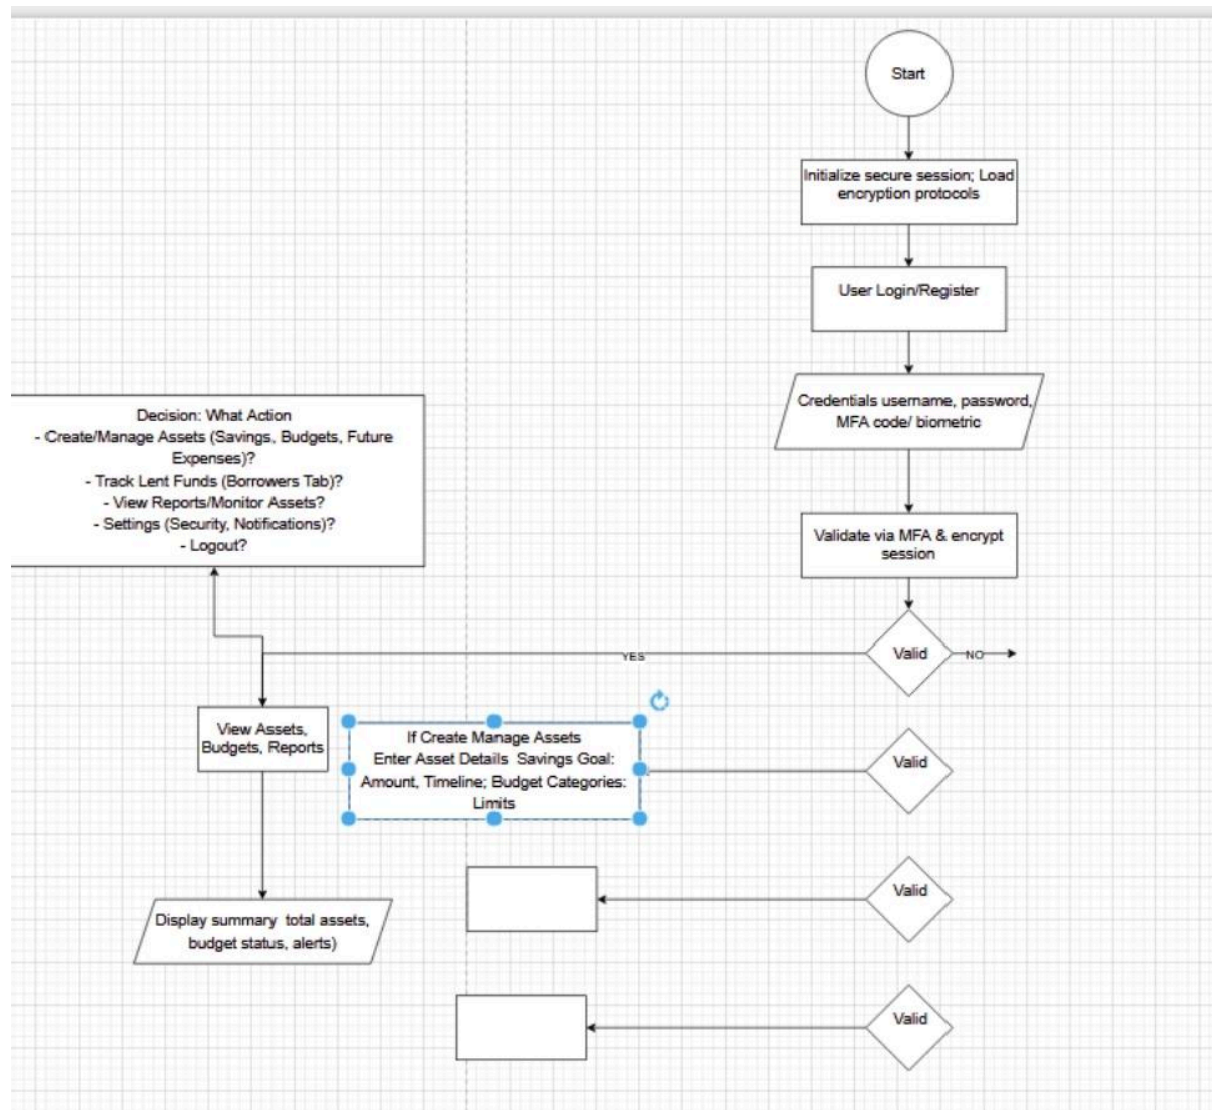 Start
Initialize secure session; Load
encryption protocols
User Login/Register
Credentials username, password,
MFA code/ biometric
Decision: What Action
- Create/Manage Assets (Savings, Budgets, Future
Expenses)?
- Track Lent Funds (Borrowers Tab)?
- View Reports/Monitor Assets?
- Settings (Security, Notifications)?
- Logout?
Validate via MFA & encrypt
session
Valid
YES
NO
View Assets,
Budgets, Reports
If Create Manage Assets
Enter Asset Details  Savings Goal:
Amount, Timeline; Budget Categories:
Limits
Valid
Valid
Display summary  total assets,
budget status, alerts)
Valid